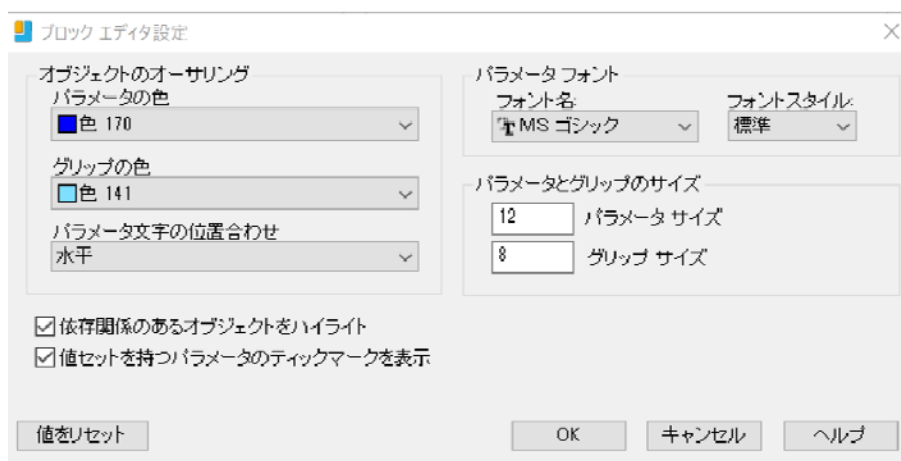 ブロック エディタ設定
オブジェクトのオーサリング
パラメータの色
色 170
グリップの色
色 141
パラメータ文字の位置合わせ
水平
パラメータ フォント
フォント名:
MS ゴシック
フォントスタイル:
標準
パラメータとグリップのサイズ
12 パラメータ サイズ
8 グリップ サイズ
依存関係のあるオブジェクトをハイライト
値セットを持つパラメータのティックマークを表示
値をリセット
OK
キャンセル
ヘルプ